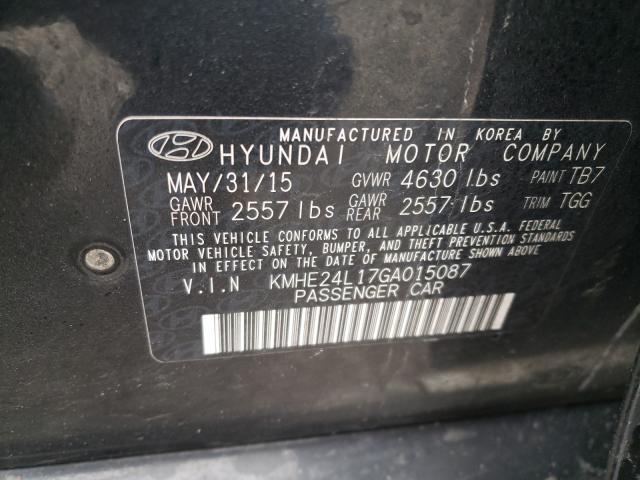 MANUFACTURED IN KOREA BY
HYUNDAI MOTOR COMPANY
MAY/31/15 GVWR 4630 lbs PAINT TB7
GAWR FRONT 2557 lbs GAWR REAR 2557 lbs TRIM TGG
THIS VEHICLE CONFORMS TO ALL APPLICABLE U.S.A. FEDERAL
MOTOR VEHICLE SAFETY, BUMPER, AND THEFT PREVENTION STANDARDS
IN EFFECT ON THE DATE OF MANUFACTURE SHOWN ABOVE
V.I.N KMHE24L17GA015087
PASSENGER CAR